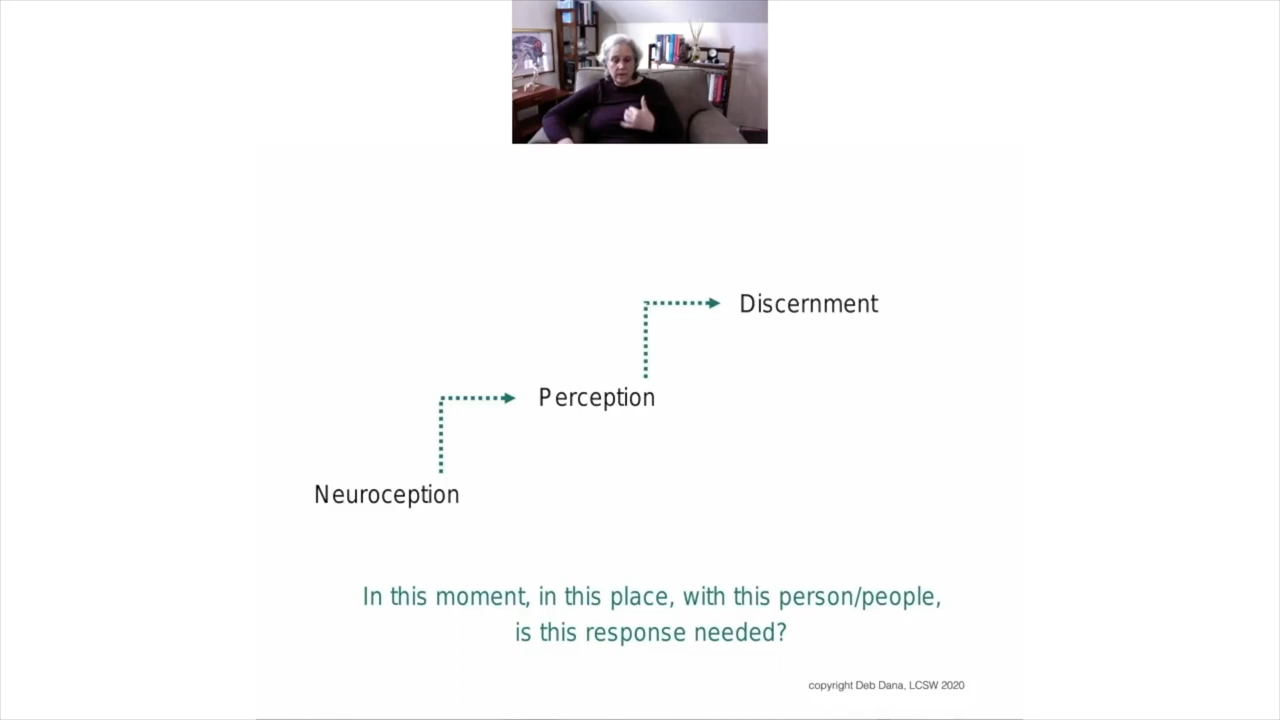 Discernment
Perception
Neuroception
In this moment, in this place, with this person/people,
is this response needed?
copyright Deb Dana, LCSW 2020